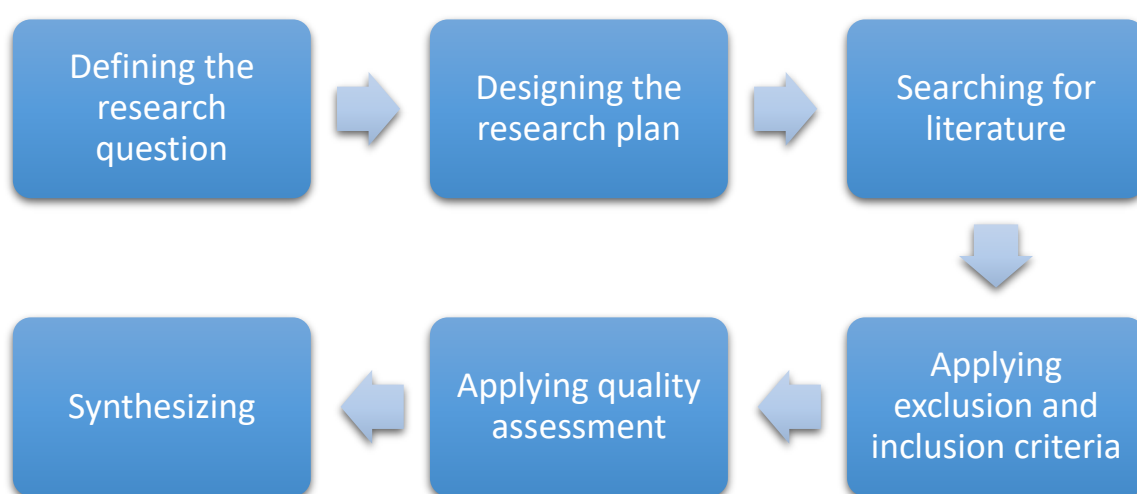 Defining the
research
question
Designing the
research plan
Searching for
literature
Applying
exclusion and
inclusion criteria
Applying quality
assessment
Synthesizing